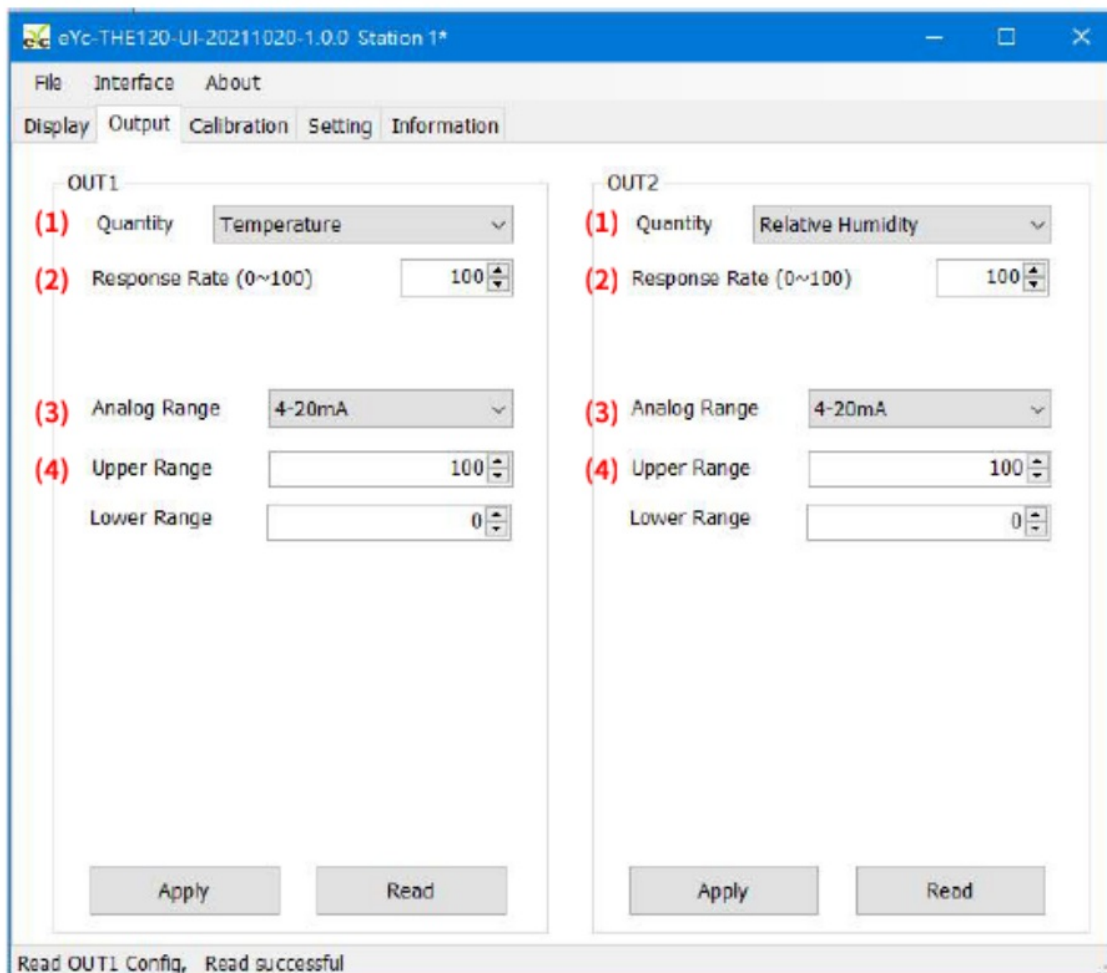 eYc-THE120-UI-20211020-1.0.0 Station 1*
File Interface About
Display Output Calibration Setting Information
OUT1
(1) Quantity Temperature
(2) Response Rate (0~100) 100
(3) Analog Range 4-20mA
(4) Upper Range 100
Lower Range 0
Apply Read
OUT2
(1) Quantity Relative Humidity
(2) Response Rate (0~100) 100
(3) Analog Range 4-20mA
(4) Upper Range 100
Lower Range 0
Apply Read
Read OUT1 Config, Read successful